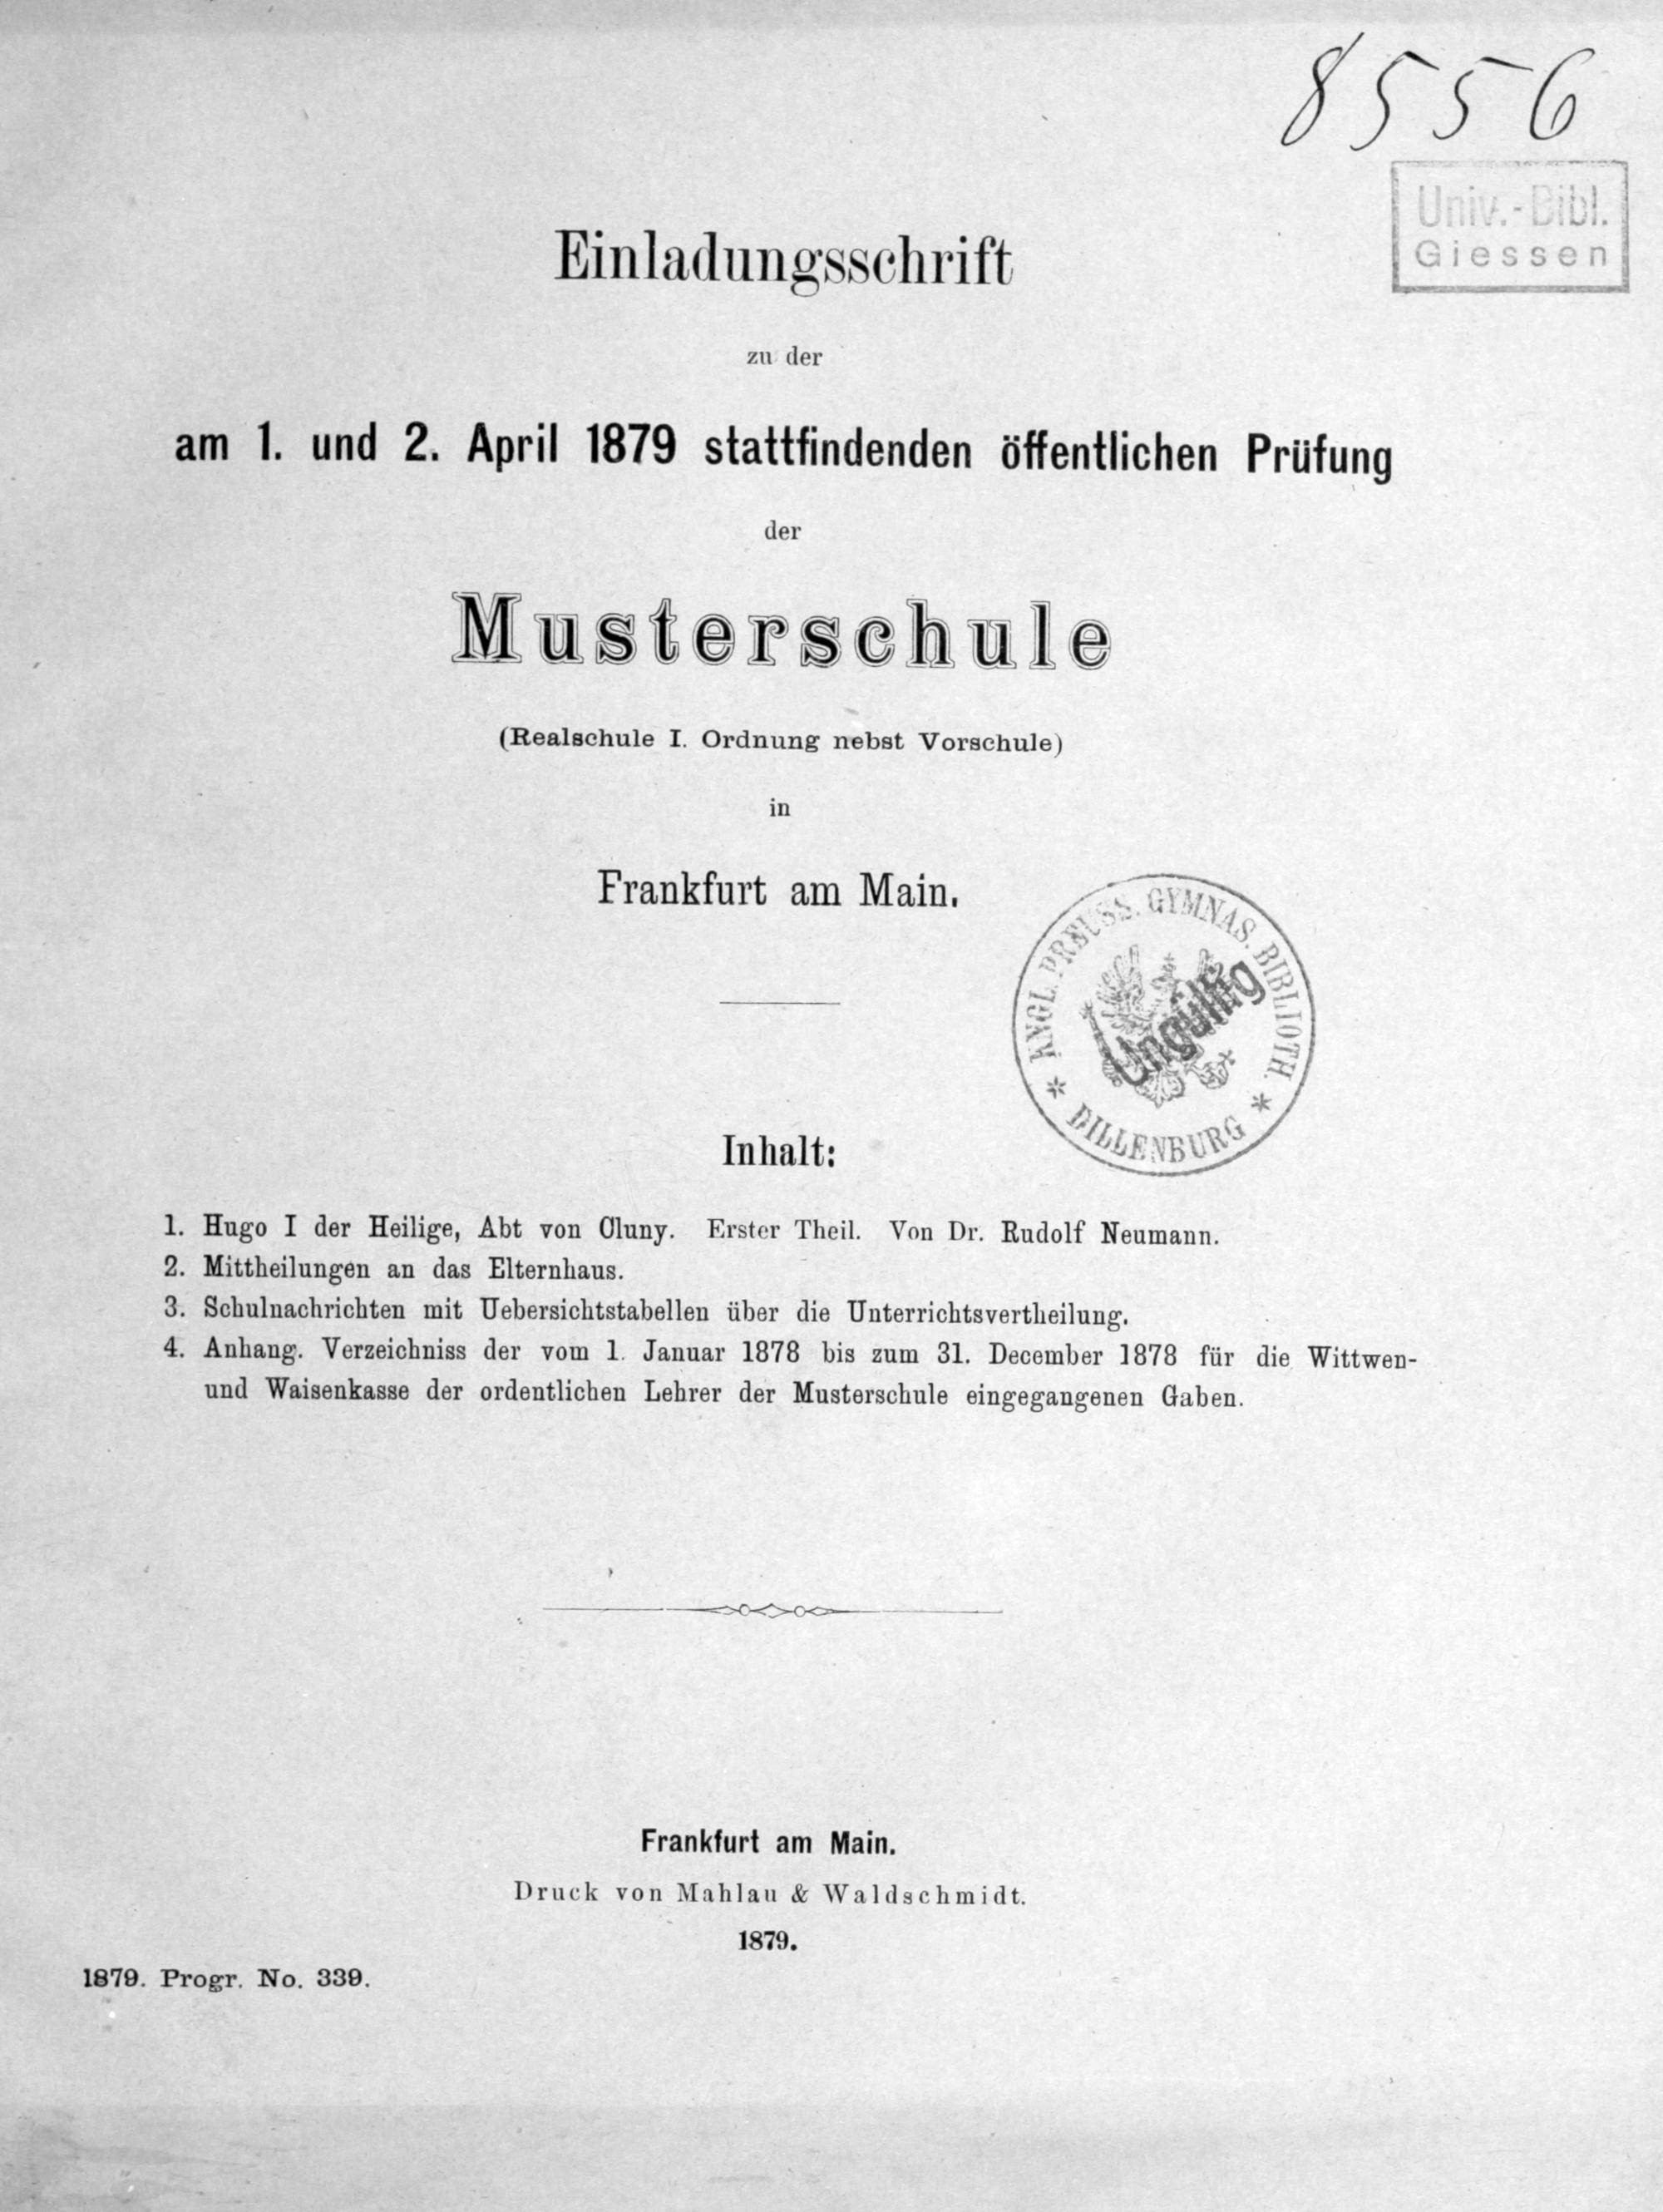 8556
Univ.-Bibl.
Giessen
Einladungsschrift
zu der
am 1. und 2. April 1879 stattfindenden öffentlichen Prüfung
der
Musterschule
(Realschule I. Ordnung nebst Vorschule)
in
Frankfurt am Main.
KNGL. PREUSS. GYMNAS. BIBLIOTH.
Ungültig
* DILLENBURG *
Inhalt:
1. Hugo I der Heilige, Abt von Cluny. Erster Theil. Von Dr. Rudolf Neumann.
2. Mittheilungen an das Elternhaus.
3. Schulnachrichten mit Uebersichtstabellen über die Unterrichtsvertheilung.
4. Anhang. Verzeichniss der vom 1. Januar 1878 bis zum 31. December 1878 für die Wittwen-
und Waisenkasse der ordentlichen Lehrer der Musterschule eingegangenen Gaben.
Frankfurt am Main.
Druck von Mahlau & Waldschmidt.
1879.
1879. Progr. No. 339.